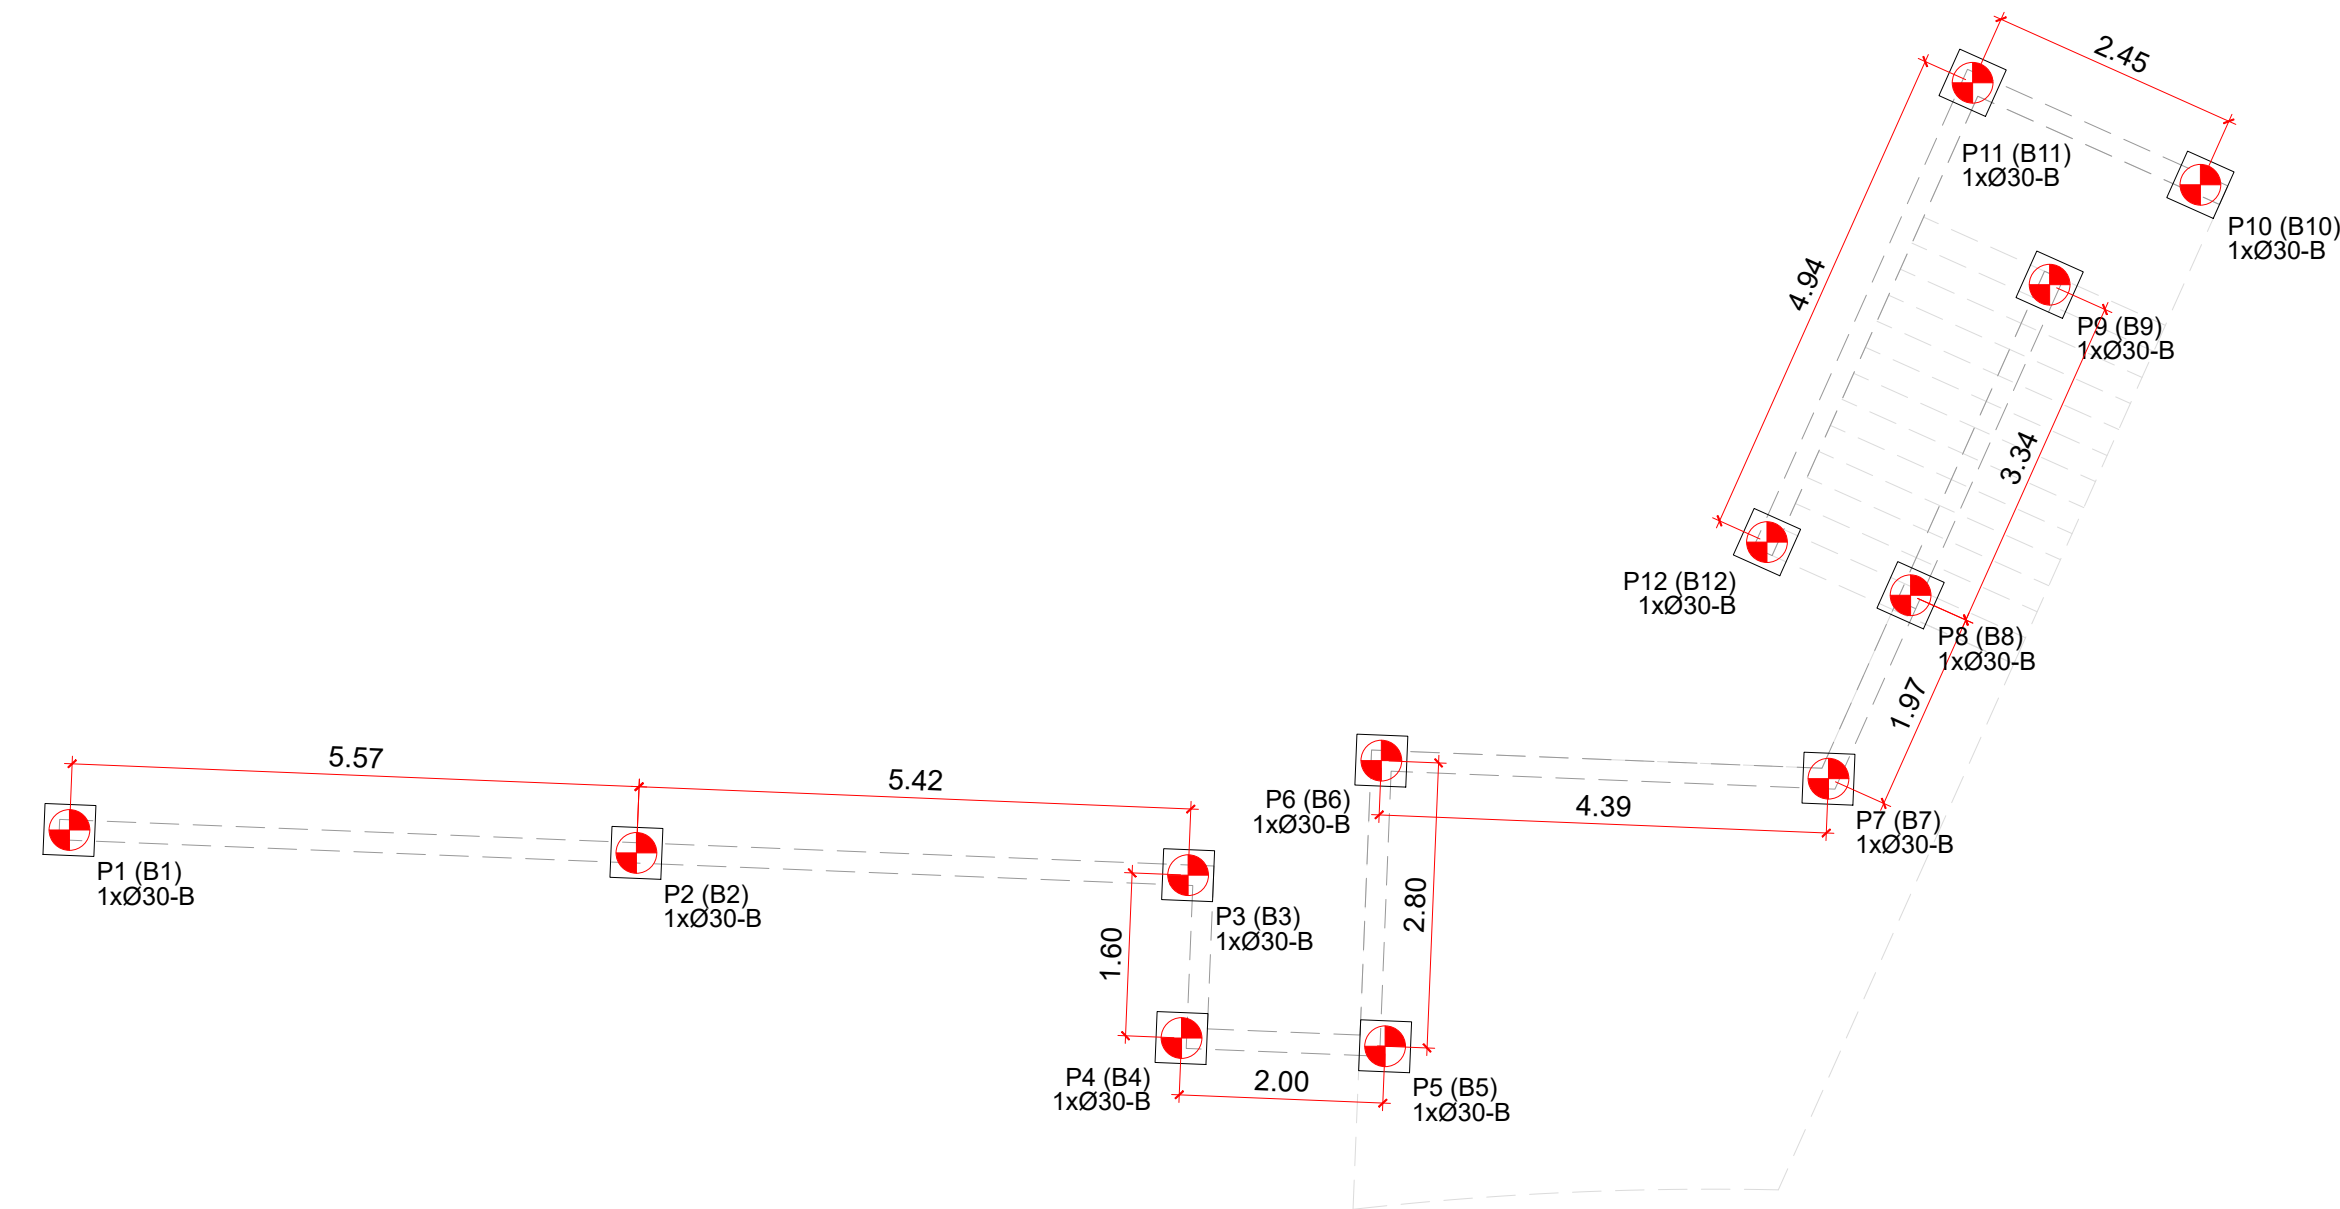 2.45
P11 (B11)
1xØ30-B
P10 (B10)
1xØ30-B
4.94
P9 (B9)
1xØ30-B
3.34
P12 (B12)
1xØ30-B
P8 (B8)
1xØ30-B
1.97
5.57
5.42
P6 (B6)
1xØ30-B
4.39
P7 (B7)
1xØ30-B
P1 (B1)
1xØ30-B
P2 (B2)
1xØ30-B
2.80
P3 (B3)
1xØ30-B
1.60
P4 (B4)
1xØ30-B
2.00
P5 (B5)
1xØ30-B